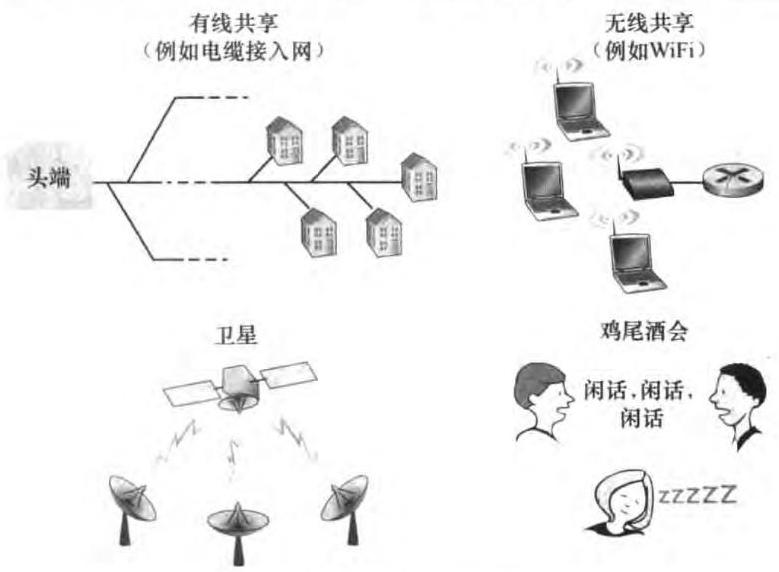 有线共享
（例如电缆接入网）
头端
无线共享
（例如WiFi）
卫星
鸡尾酒会
闲话，闲话，
闲话
zzZZZ